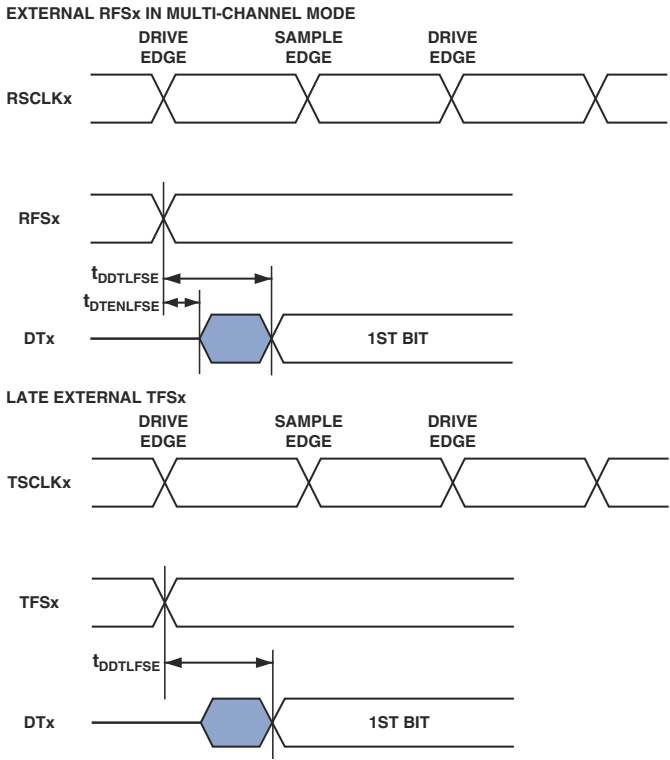 EXTERNAL RFSx IN MULTI-CHANNEL MODE
DRIVE EDGE
SAMPLE EDGE
DRIVE EDGE
RSCLKx
RFSx
tDDTLFSE
tDTENLFSE
DTx
1ST BIT
LATE EXTERNAL TFSx
DRIVE EDGE
SAMPLE EDGE
DRIVE EDGE
TSCLKx
TFSx
tDDTLFSE
DTx
1ST BIT